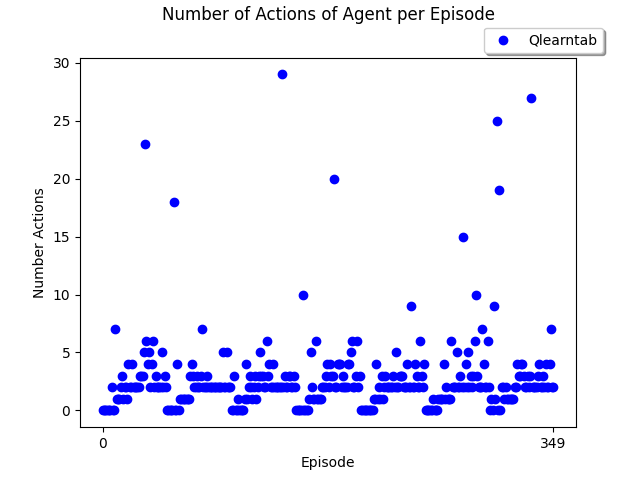 Number of Actions of Agent per Episode
Qlearntab
30
25
20
15
10
5
0
Number Actions
0
349
Episode